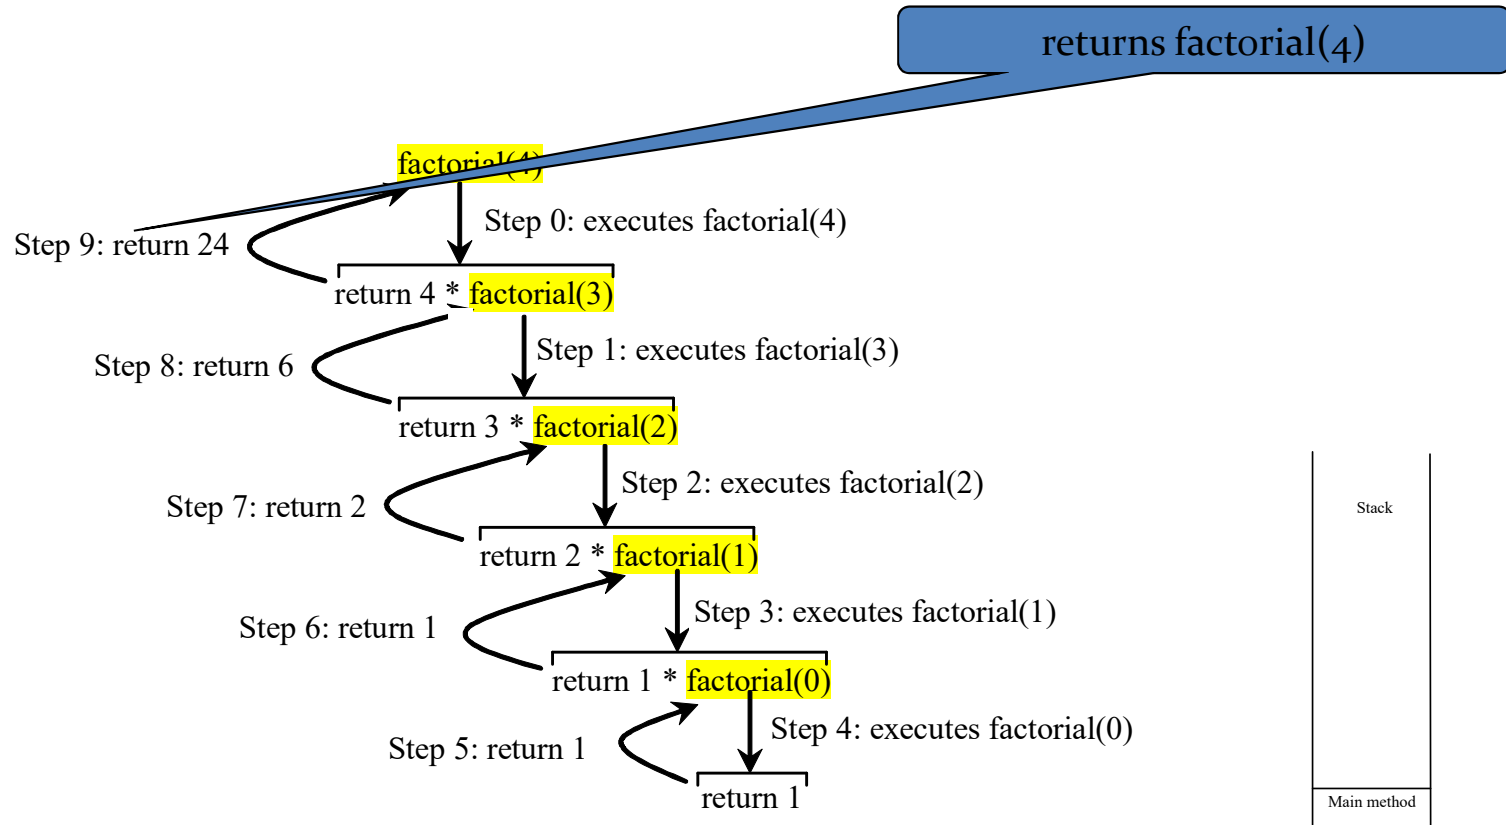 returns factorial(4)
factorial(4)
Step 0: executes factorial(4)
Step 9: return 24
return 4 * factorial(3)
Step 1: executes factorial(3)
Step 8: return 6
return 3 * factorial(2)
Step 2: executes factorial(2)
Step 7: return 2
Stack
return 2 * factorial(1)
Step 3: executes factorial(1)
Step 6: return 1
return 1 * factorial(0)
Step 4: executes factorial(0)
Step 5: return 1
return 1
Main method